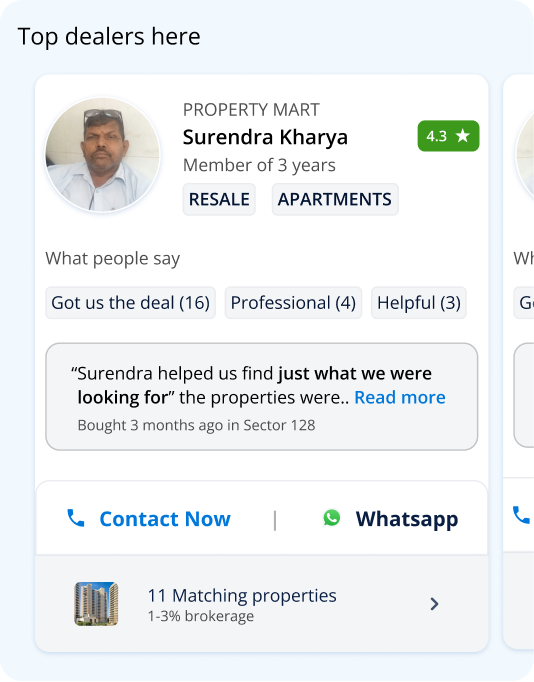 Top dealers here
PROPERTY MART
Surendra Kharya
4.3
Member of 3 years
RESALE APARTMENTS
What people say
Got us the deal (16) Professional (4) Helpful (3)
“Surendra helped us find just what we were
looking for” the properties were.. Read more
Bought 3 months ago in Sector 128
Contact Now | Whatsapp
11 Matching properties
1-3% brokerage